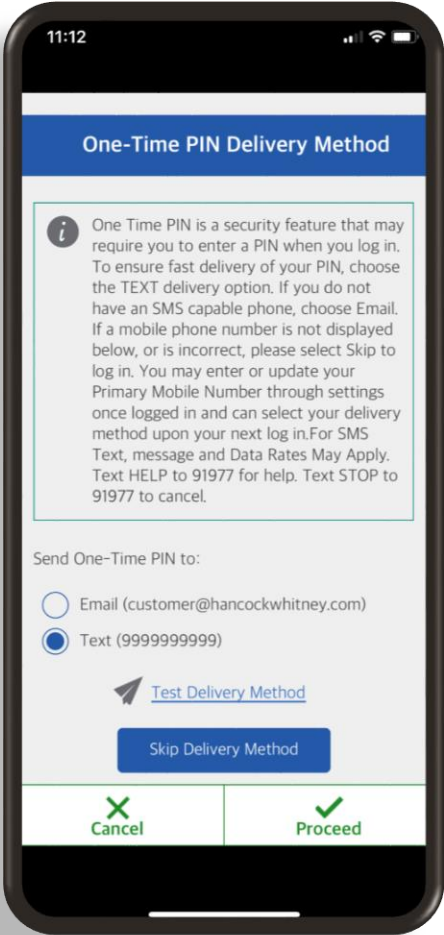 11:12
One-Time PIN Delivery Method
i
One Time PIN is a security feature that may
require you to enter a PIN when you log in.
To ensure fast delivery of your PIN, choose
the TEXT delivery option. If you do not
have an SMS capable phone, choose Email.
If a mobile phone number is not displayed
below, or is incorrect, please select Skip to
log in. You may enter or update your
Primary Mobile Number through settings
once logged in and can select your delivery
method upon your next log in.For SMS
Text, message and Data Rates May Apply.
Text HELP to 91977 for help. Text STOP to
91977 to cancel.
Send One-Time PIN to:
Email (customer@hancockwhitney.com)
Text (9999999999)
Test Delivery Method
Skip Delivery Method
Cancel
Proceed